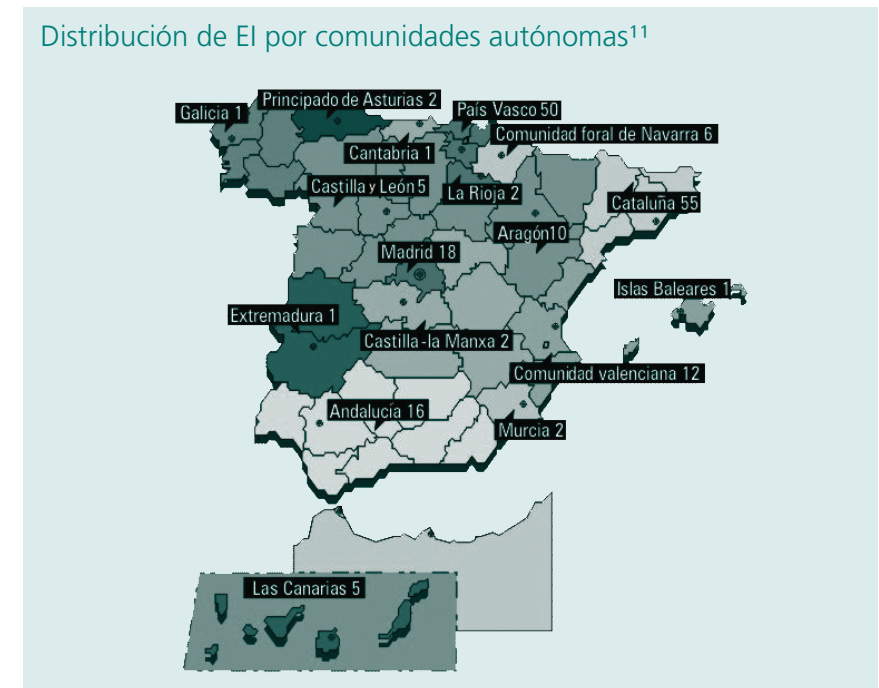 Distribución de EI por comunidades autónomas¹¹
Principado de Asturias 2
Galicia 1
País Vasco 50
Comunidad foral de Navarra 6
Cantabria 1
Castilla y León 5
La Rioja 2
Cataluña 55
Aragón10
Madrid 18
Islas Baleares 1
Extremadura 1
Castilla-la Manxa 2
Comunidad valenciana 12
Andalucía 16
Murcia 2
Las Canarias 5